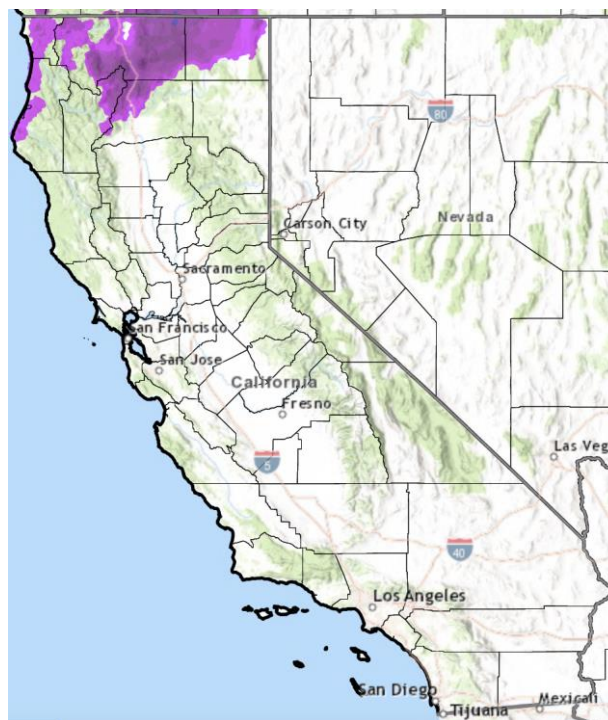 80
Carson City
Nevada
Sacramento
San Francisco
San Jose
California
Fresno
5
Las Veg
40
Los Angeles
San Diego
Tijuana
Mexicali